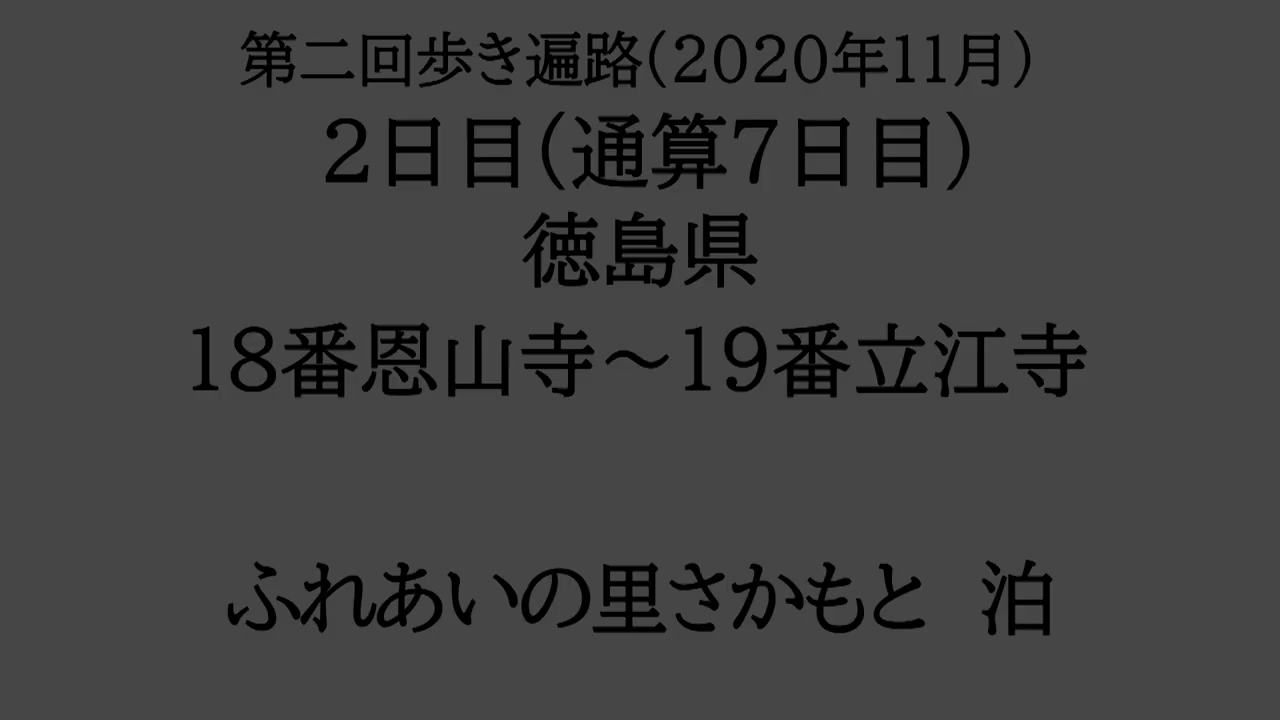 第二回歩き遍路(2020年11月)
2日目(通算7日目)
徳島県
18番恩山寺～19番立江寺
ふれあいの里さかもと　泊